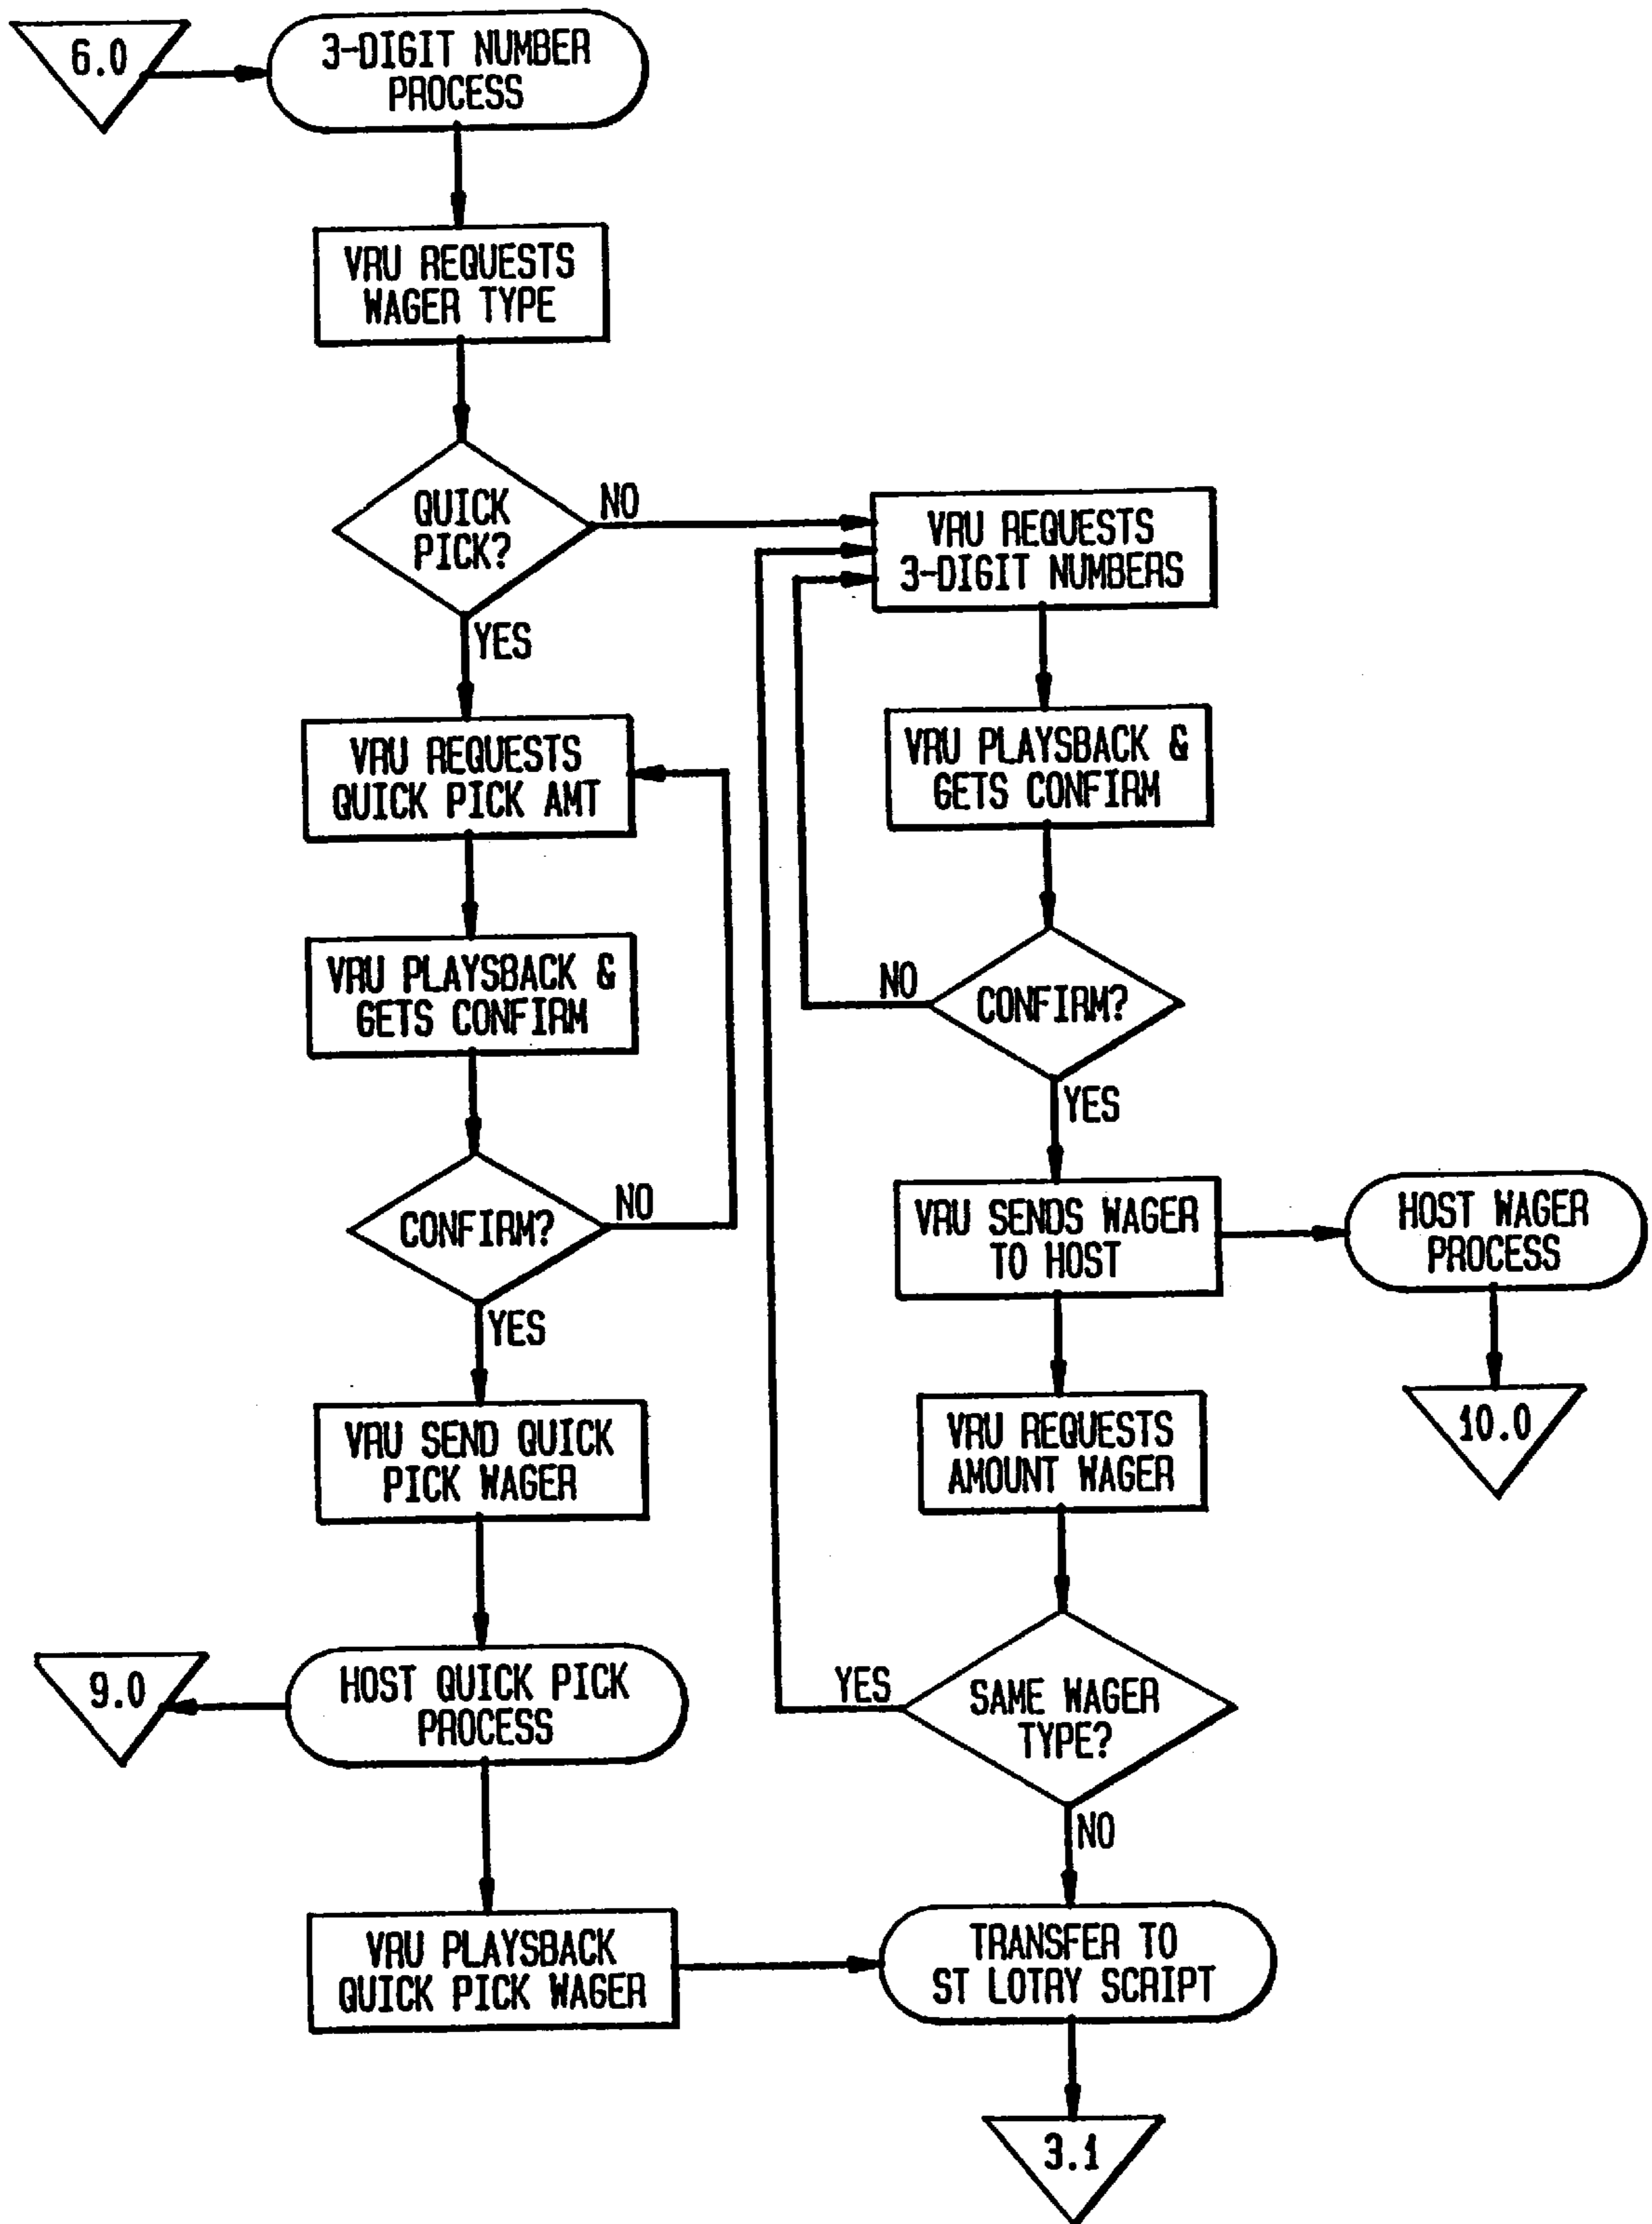 6.0
3-DIGIT NUMBER
PROCESS
VRU REQUESTS
WAGER TYPE
QUICK
PICK?
NO
YES
VRU REQUESTS
3-DIGIT NUMBERS
VRU REQUESTS
QUICK PICK AMT
VRU PLAYSBACK &
GETS CONFIRM
VRU PLAYSBACK &
GETS CONFIRM
CONFIRM?
NO
YES
CONFIRM?
NO
YES
VRU SENDS WAGER
TO HOST
HOST WAGER
PROCESS
10.0
VRU SEND QUICK
PICK WAGER
VRU REQUESTS
AMOUNT WAGER
9.0
HOST QUICK PICK
PROCESS
YES
SAME WAGER
TYPE?
NO
VRU PLAYSBACK
QUICK PICK WAGER
TRANSFER TO
ST LOTRY SCRIPT
3.1